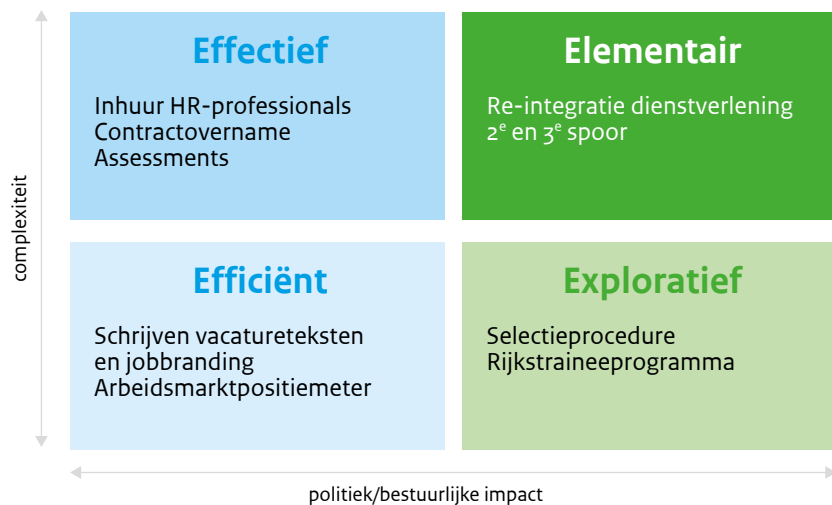 Effectief
Inhuur HR-professionals
Contractovername
Assessments
Elementair
Re-integratie dienstverlening
2e en 3e spoor
complexiteit
Efficiënt
Schrijven vacatureteksten
en jobbranding
Arbeidsmarktpositiemeter
Exploratief
Selectieprocedure
Rijkstraineeprogramma
politiek/bestuurlijke impact